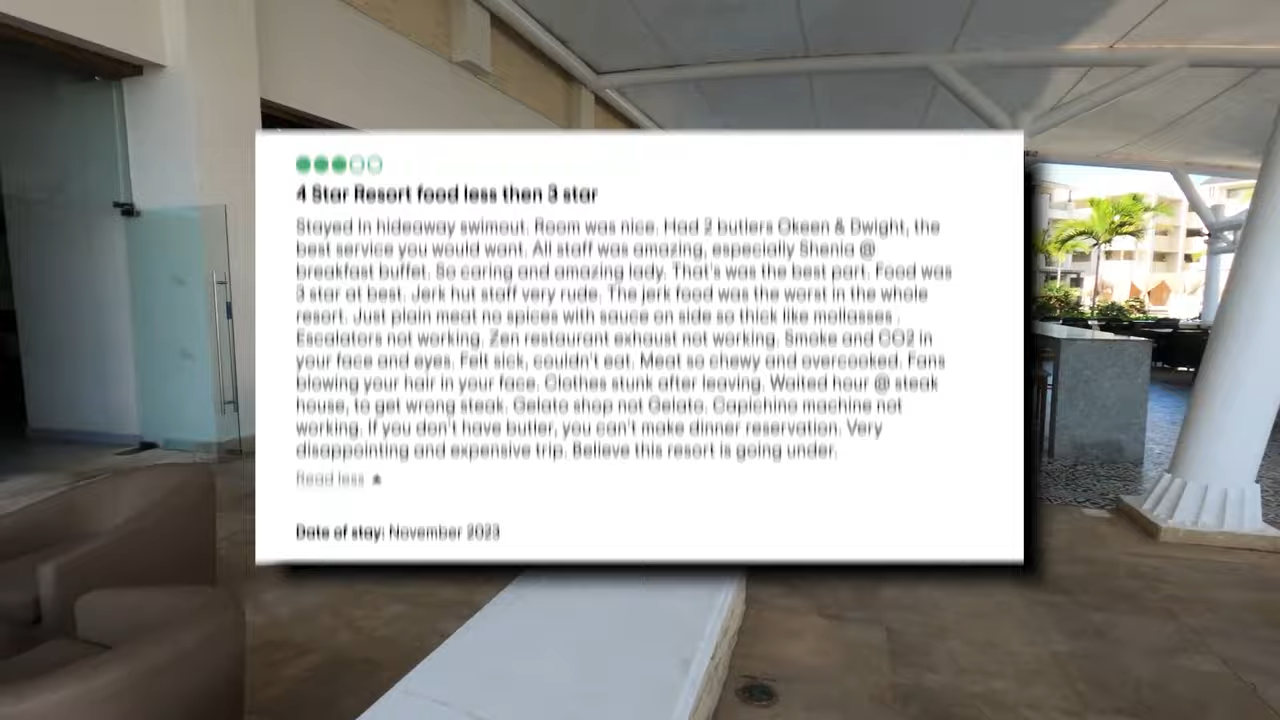 4 Star Resort food less then 3 star
Stayed in hideaway swimout. Room was nice. Had 2 butlers Okeen & Dwight, the
best service you would want. All staff was amazing, especially Shenia @
breakfast buffet. So caring and amazing lady. That's was the best part. Food was
3 star at best. Jerk hut staff very rude. The jerk food was the worst in the whole
resort. Just plain meat no spices with sauce on side so thick like mollasses .
Escalators not working, Zen restaurant exhaust not working. Smoke and CO2 in
your face and eyes. Felt sick, couldn't eat. Meat so chewy and overcooked. Fans
blowing your hair in your face. Clothes stunk after leaving. Waited hour @ steak
house, to get wrong steak. Gelato shop not Gelato. Capichino machine not
working. If you don't have butler, you can't make dinner reservation. Very
disappointing and expensive trip. Believe this resort is going under.
Read less
Date of stay: November 2023